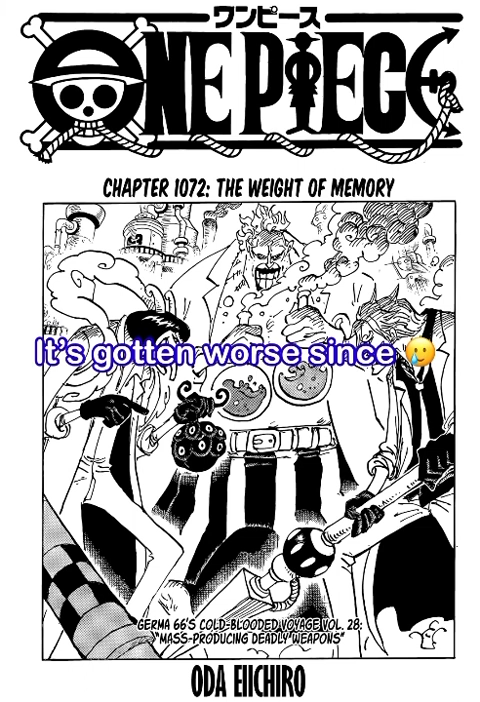 ワンピース
ONE PIECE
CHAPTER 1072: THE WEIGHT OF MEMORY
It's gotten worse since 🥲
GERMA 66'S COLD-BLOODED VOYAGE VOL. 28:
"MASS-PRODUCING DEADLY WEAPONS"
ODA EIICHIRO